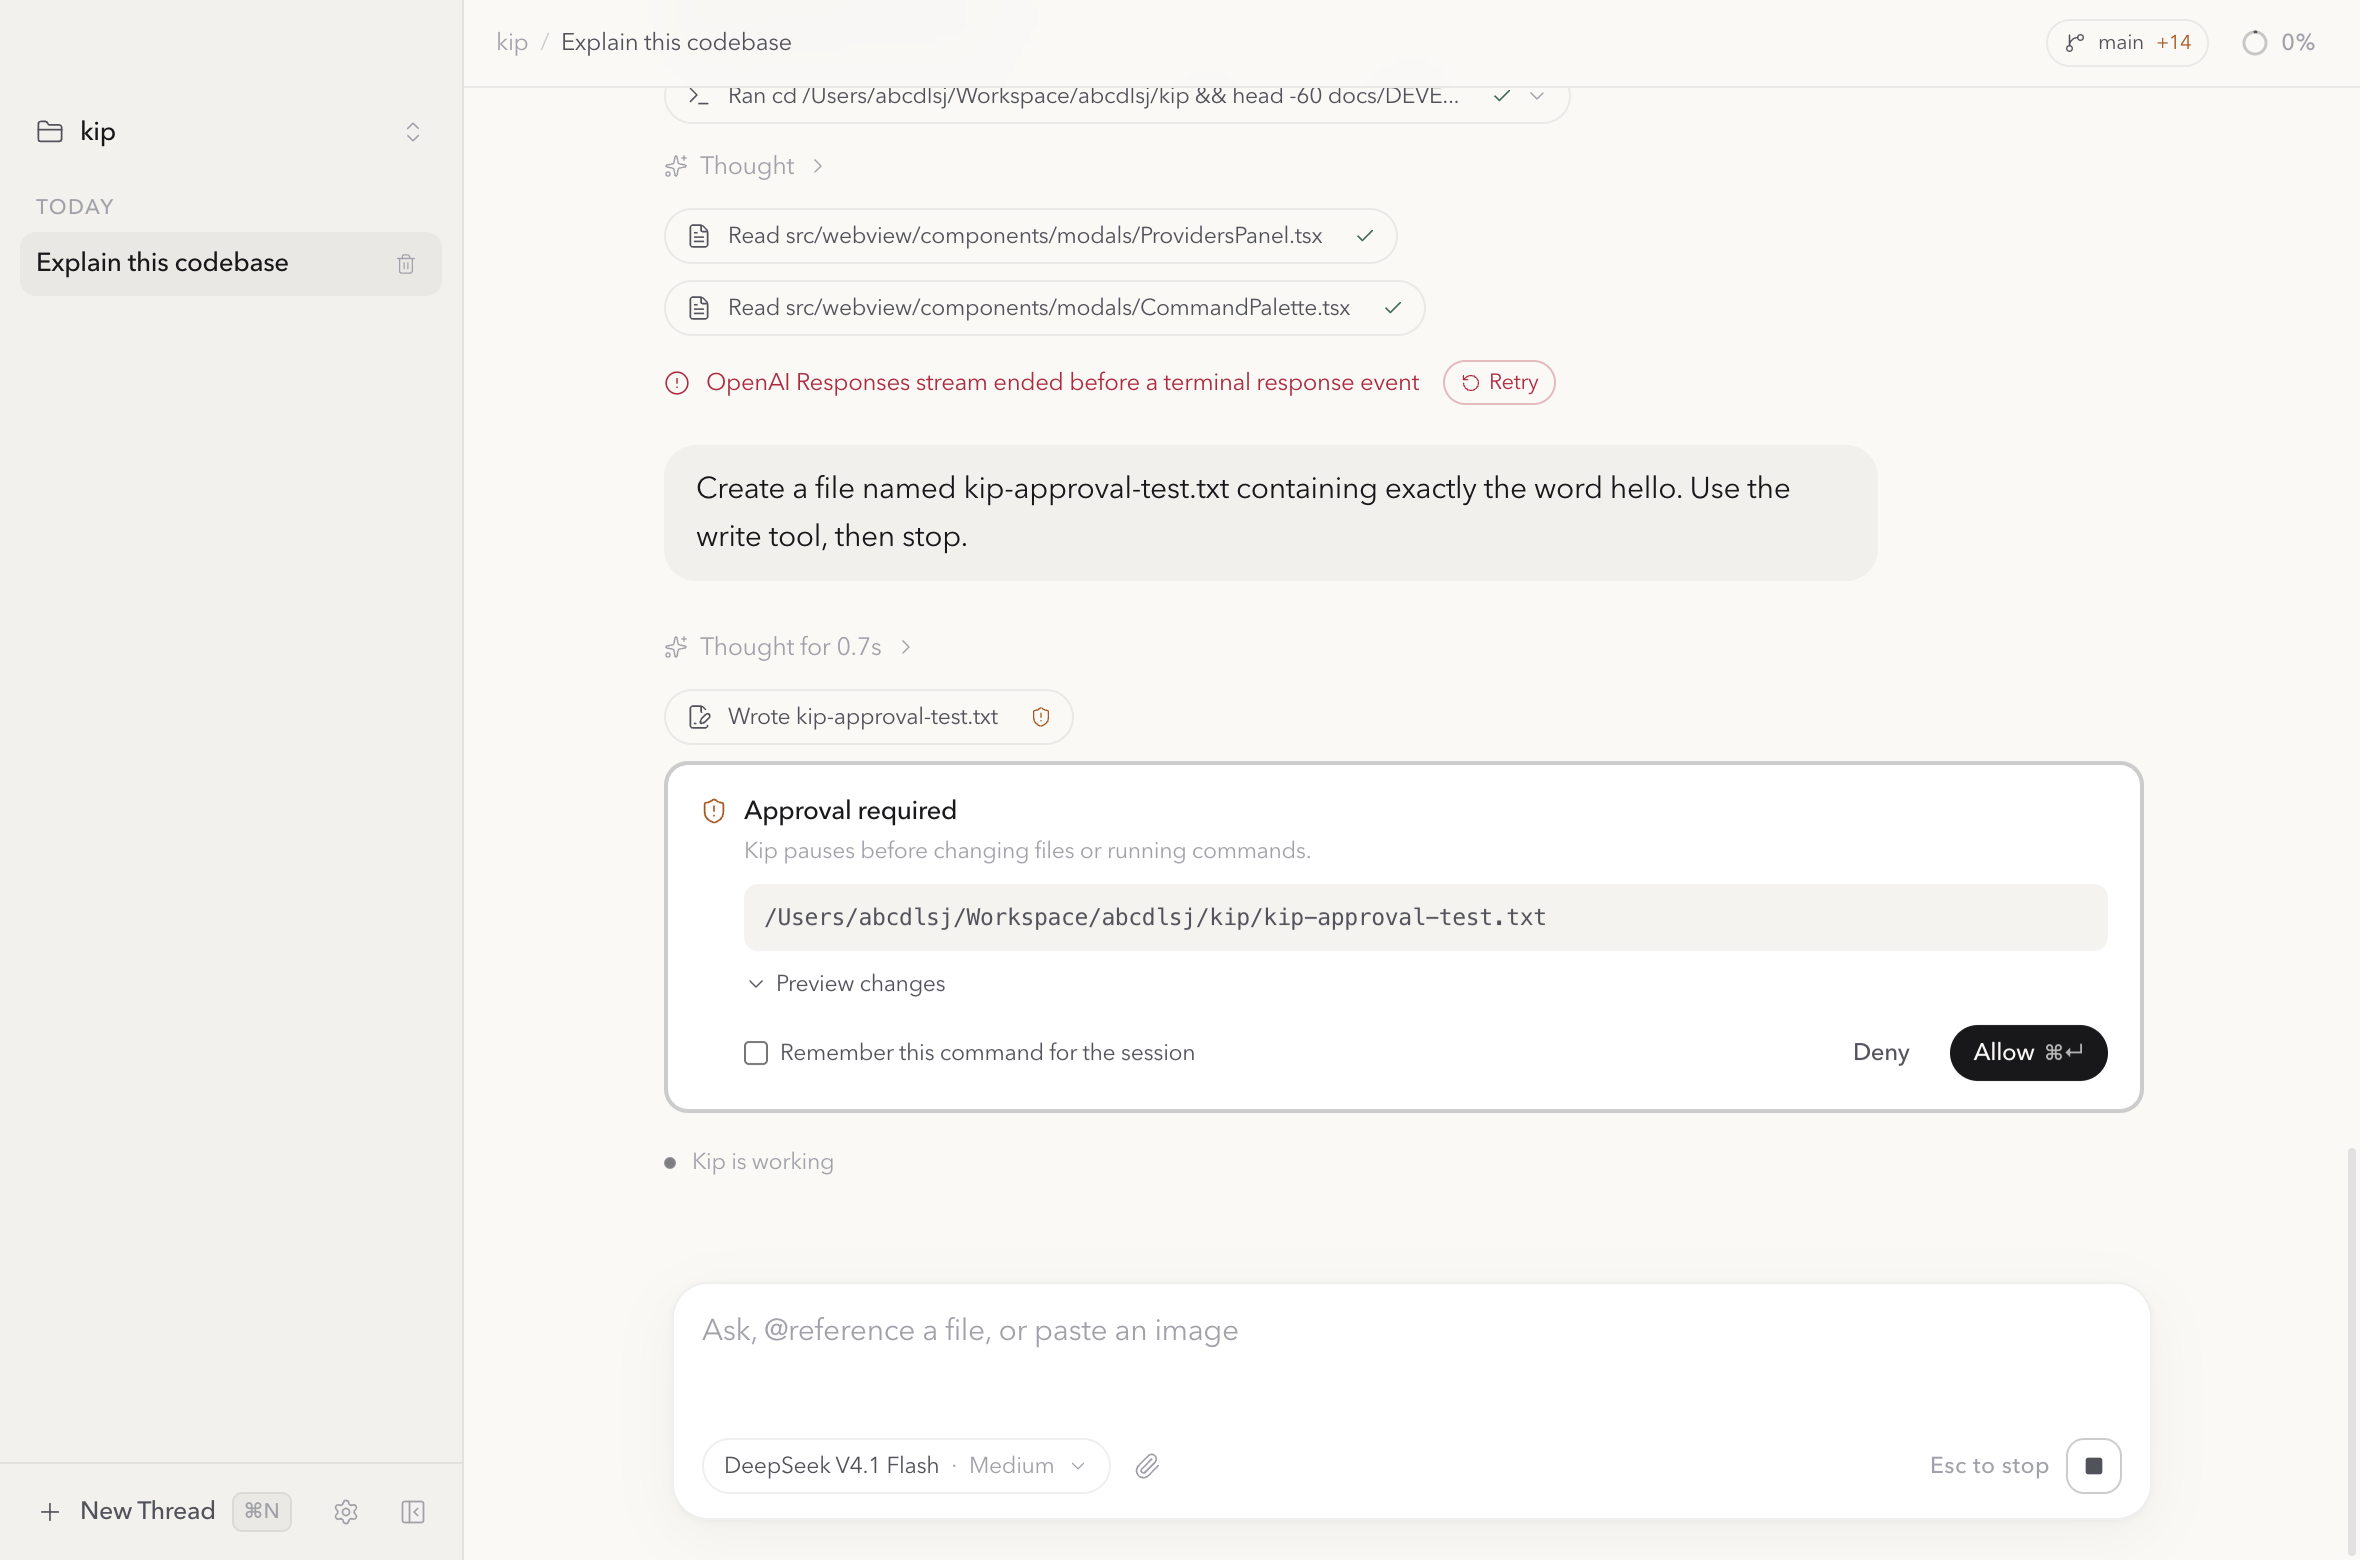 kip
TODAY
Explain this codebase
New Thread ⌘N
kip / Explain this codebase
main +14
0%
Ran cd /Users/abcdlsj/Workspace/abcdlsj/kip && head -60 docs/DEVE...
Thought
Read src/webview/components/modals/ProvidersPanel.tsx
Read src/webview/components/modals/CommandPalette.tsx
OpenAI Responses stream ended before a terminal response event
Retry
Create a file named kip-approval-test.txt containing exactly the word hello. Use the
write tool, then stop.
Thought for 0.7s
Wrote kip-approval-test.txt
Approval required
Kip pauses before changing files or running commands.
/Users/abcdlsj/Workspace/abcdlsj/kip/kip-approval-test.txt
Preview changes
Remember this command for the session
Deny
Allow ⌘↵
Kip is working
Ask, @reference a file, or paste an image
DeepSeek V4.1 Flash · Medium
Esc to stop